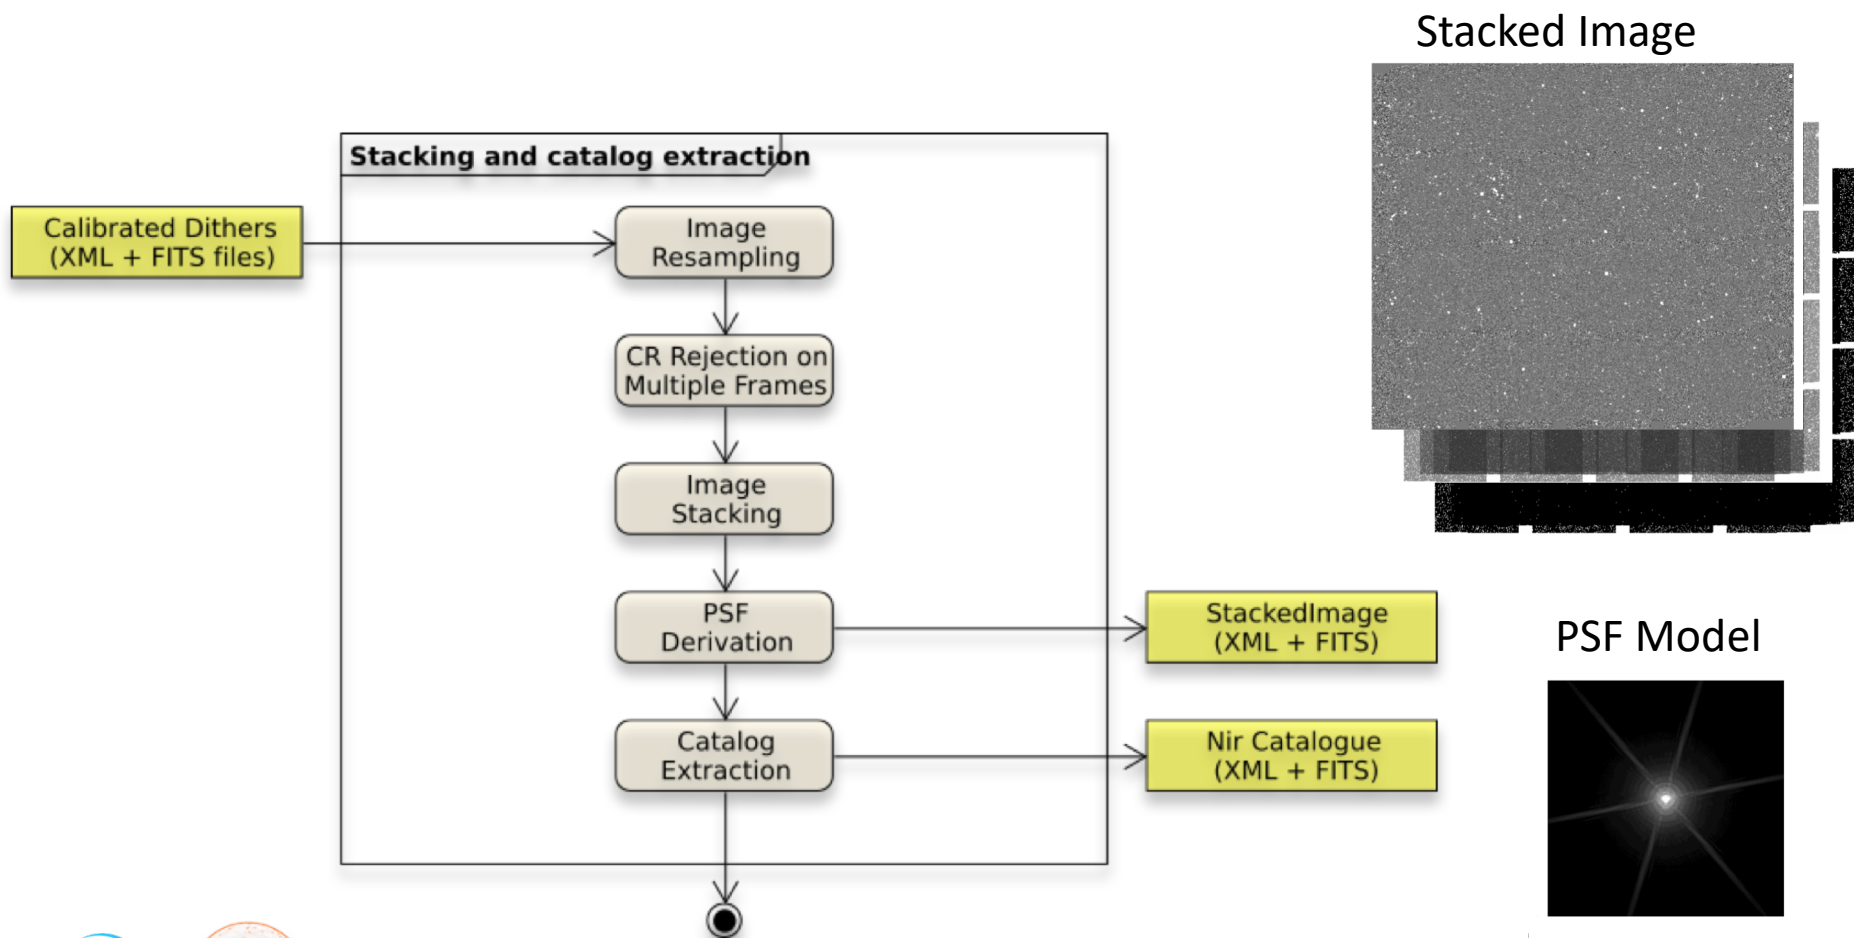 Stacked Image
Stacking and catalog extraction
Calibrated Dithers
(XML + FITS files)
Image
Resampling
CR Rejection on
Multiple Frames
Image
Stacking
PSF
Derivation
StackedImage
(XML + FITS)
PSF Model
Catalog
Extraction
Nir Catalogue
(XML + FITS)